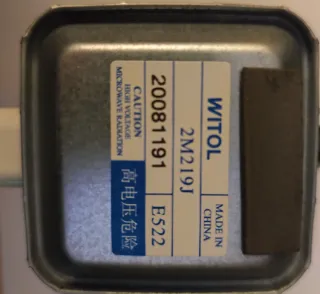 WITOL
MADE IN
CHINA
2M219J
E522
20081191
CAUTION
HIGH VOLTAGE
MICROWAVE RADIATION
高电压危险